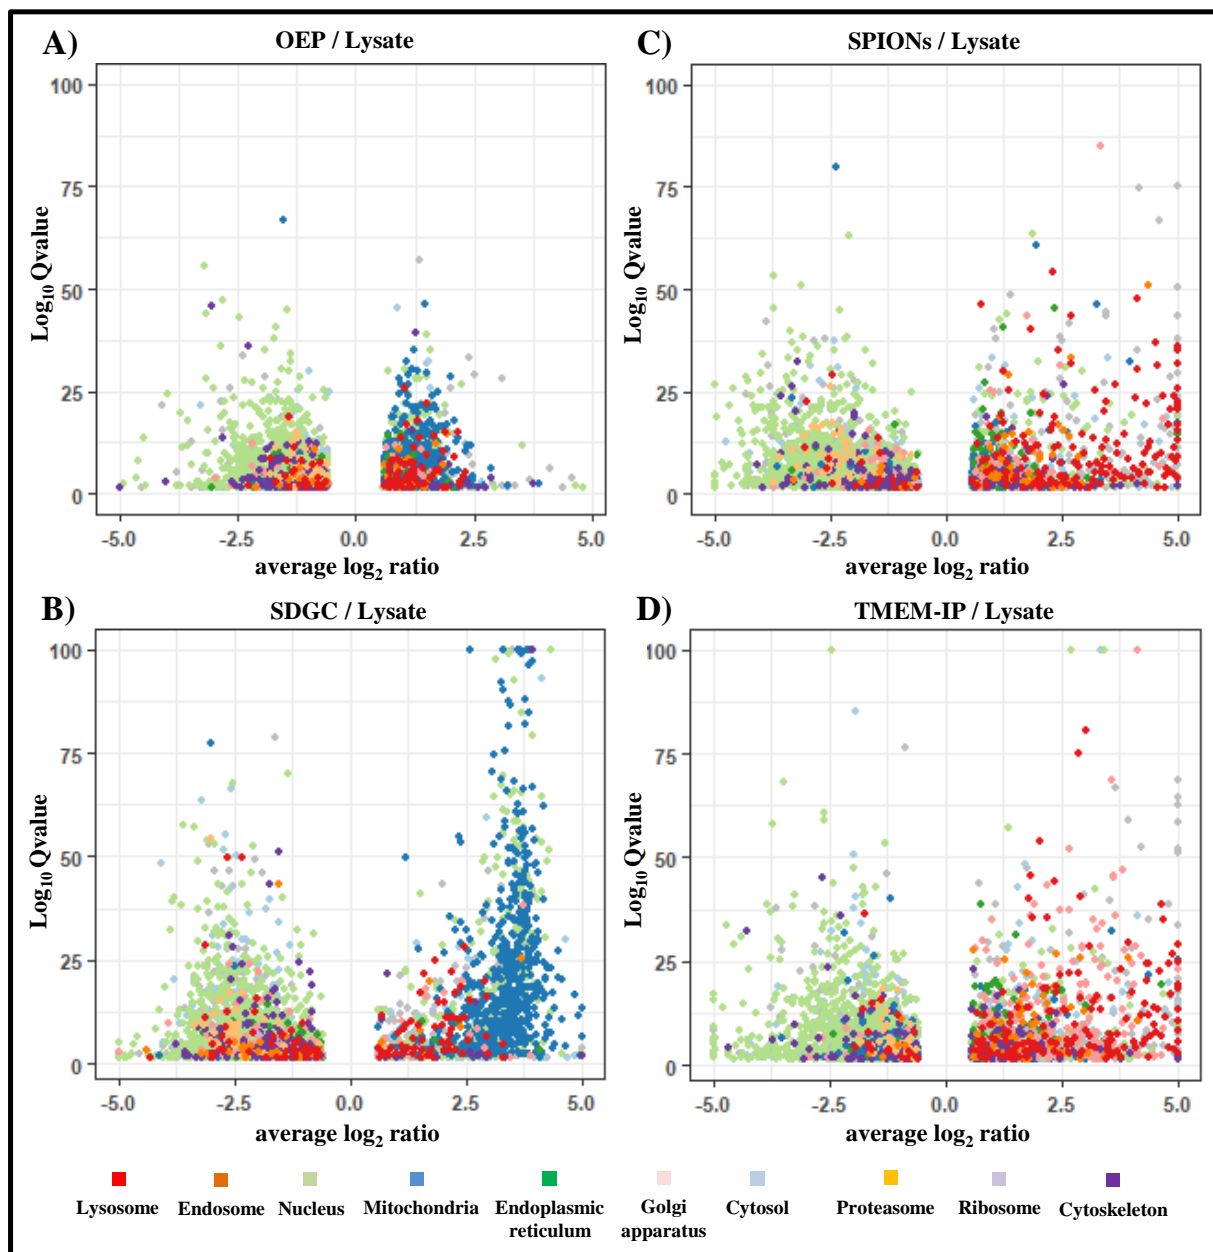 A)
OEP / Lysate
100
75
50
25
0
Log10 Qvalue
-5.0
-2.5
0.0
2.5
5.0
average log2 ratio
C)
SPIONs / Lysate
100
75
50
25
0
Log10 Qvalue
-5.0
-2.5
0.0
2.5
5.0
average log2 ratio
B)
SDGC / Lysate
100
75
50
25
0
Log10 Qvalue
-5.0
-2.5
0.0
2.5
5.0
average log2 ratio
D)
TMEM-IP / Lysate
100
75
50
25
0
Log10 Qvalue
-5.0
-2.5
0.0
2.5
5.0
average log2 ratio
Lysosome
Endosome
Nucleus
Mitochondria
Endoplasmic
reticulum
Golgi
apparatus
Cytosol
Proteasome
Ribosome
Cytoskeleton